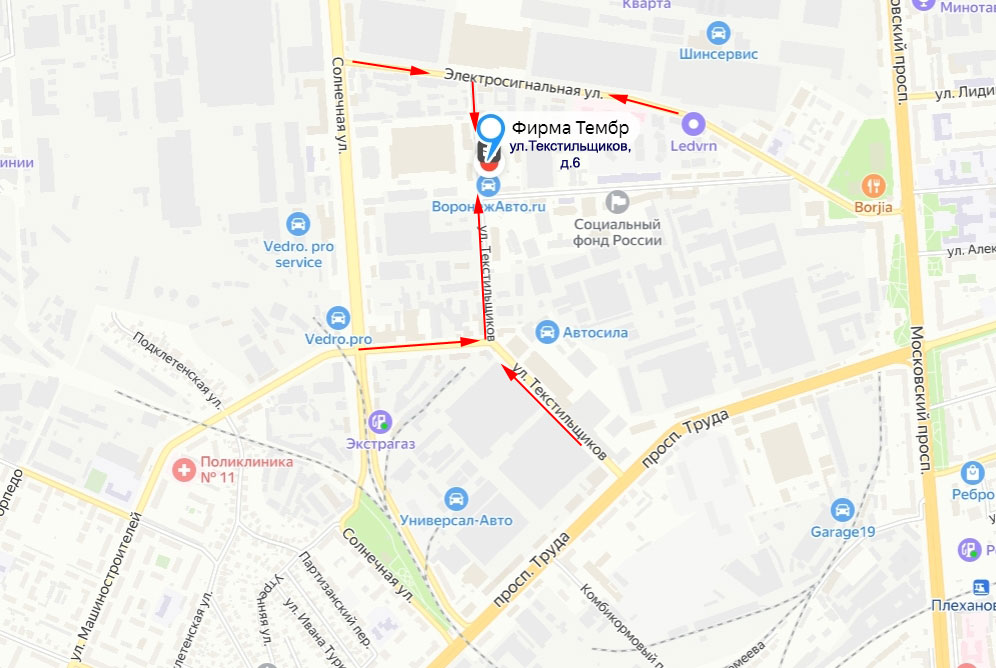 Кварта
Минотав
Шинсервис
Московский просп.
Солнечная ул.
Электросигнальная ул.
ул. Лидии
Фирма Тембр
ул.Текстильщиков,
д.6
Ledvrn
линии
ВоронежАвто.ru
Borjia
Социальный
фонд России
Vedro. pro
service
ул. Алек
ул. Текстильщиков
Vedro.pro
Автосила
Подклетенская ул.
ул. Текстильщиков
Московский просп.
просп. Труда
Экстрагаз
Поликлиника
№ 11
Ребро
Универсал-Авто
Garage19
ул. Машиностроителей
Солнечная ул.
просп. Труда
Партизанский пер.
Утренняя ул.
ул. Ивана Тури
Комбикормовый п
Плеханов